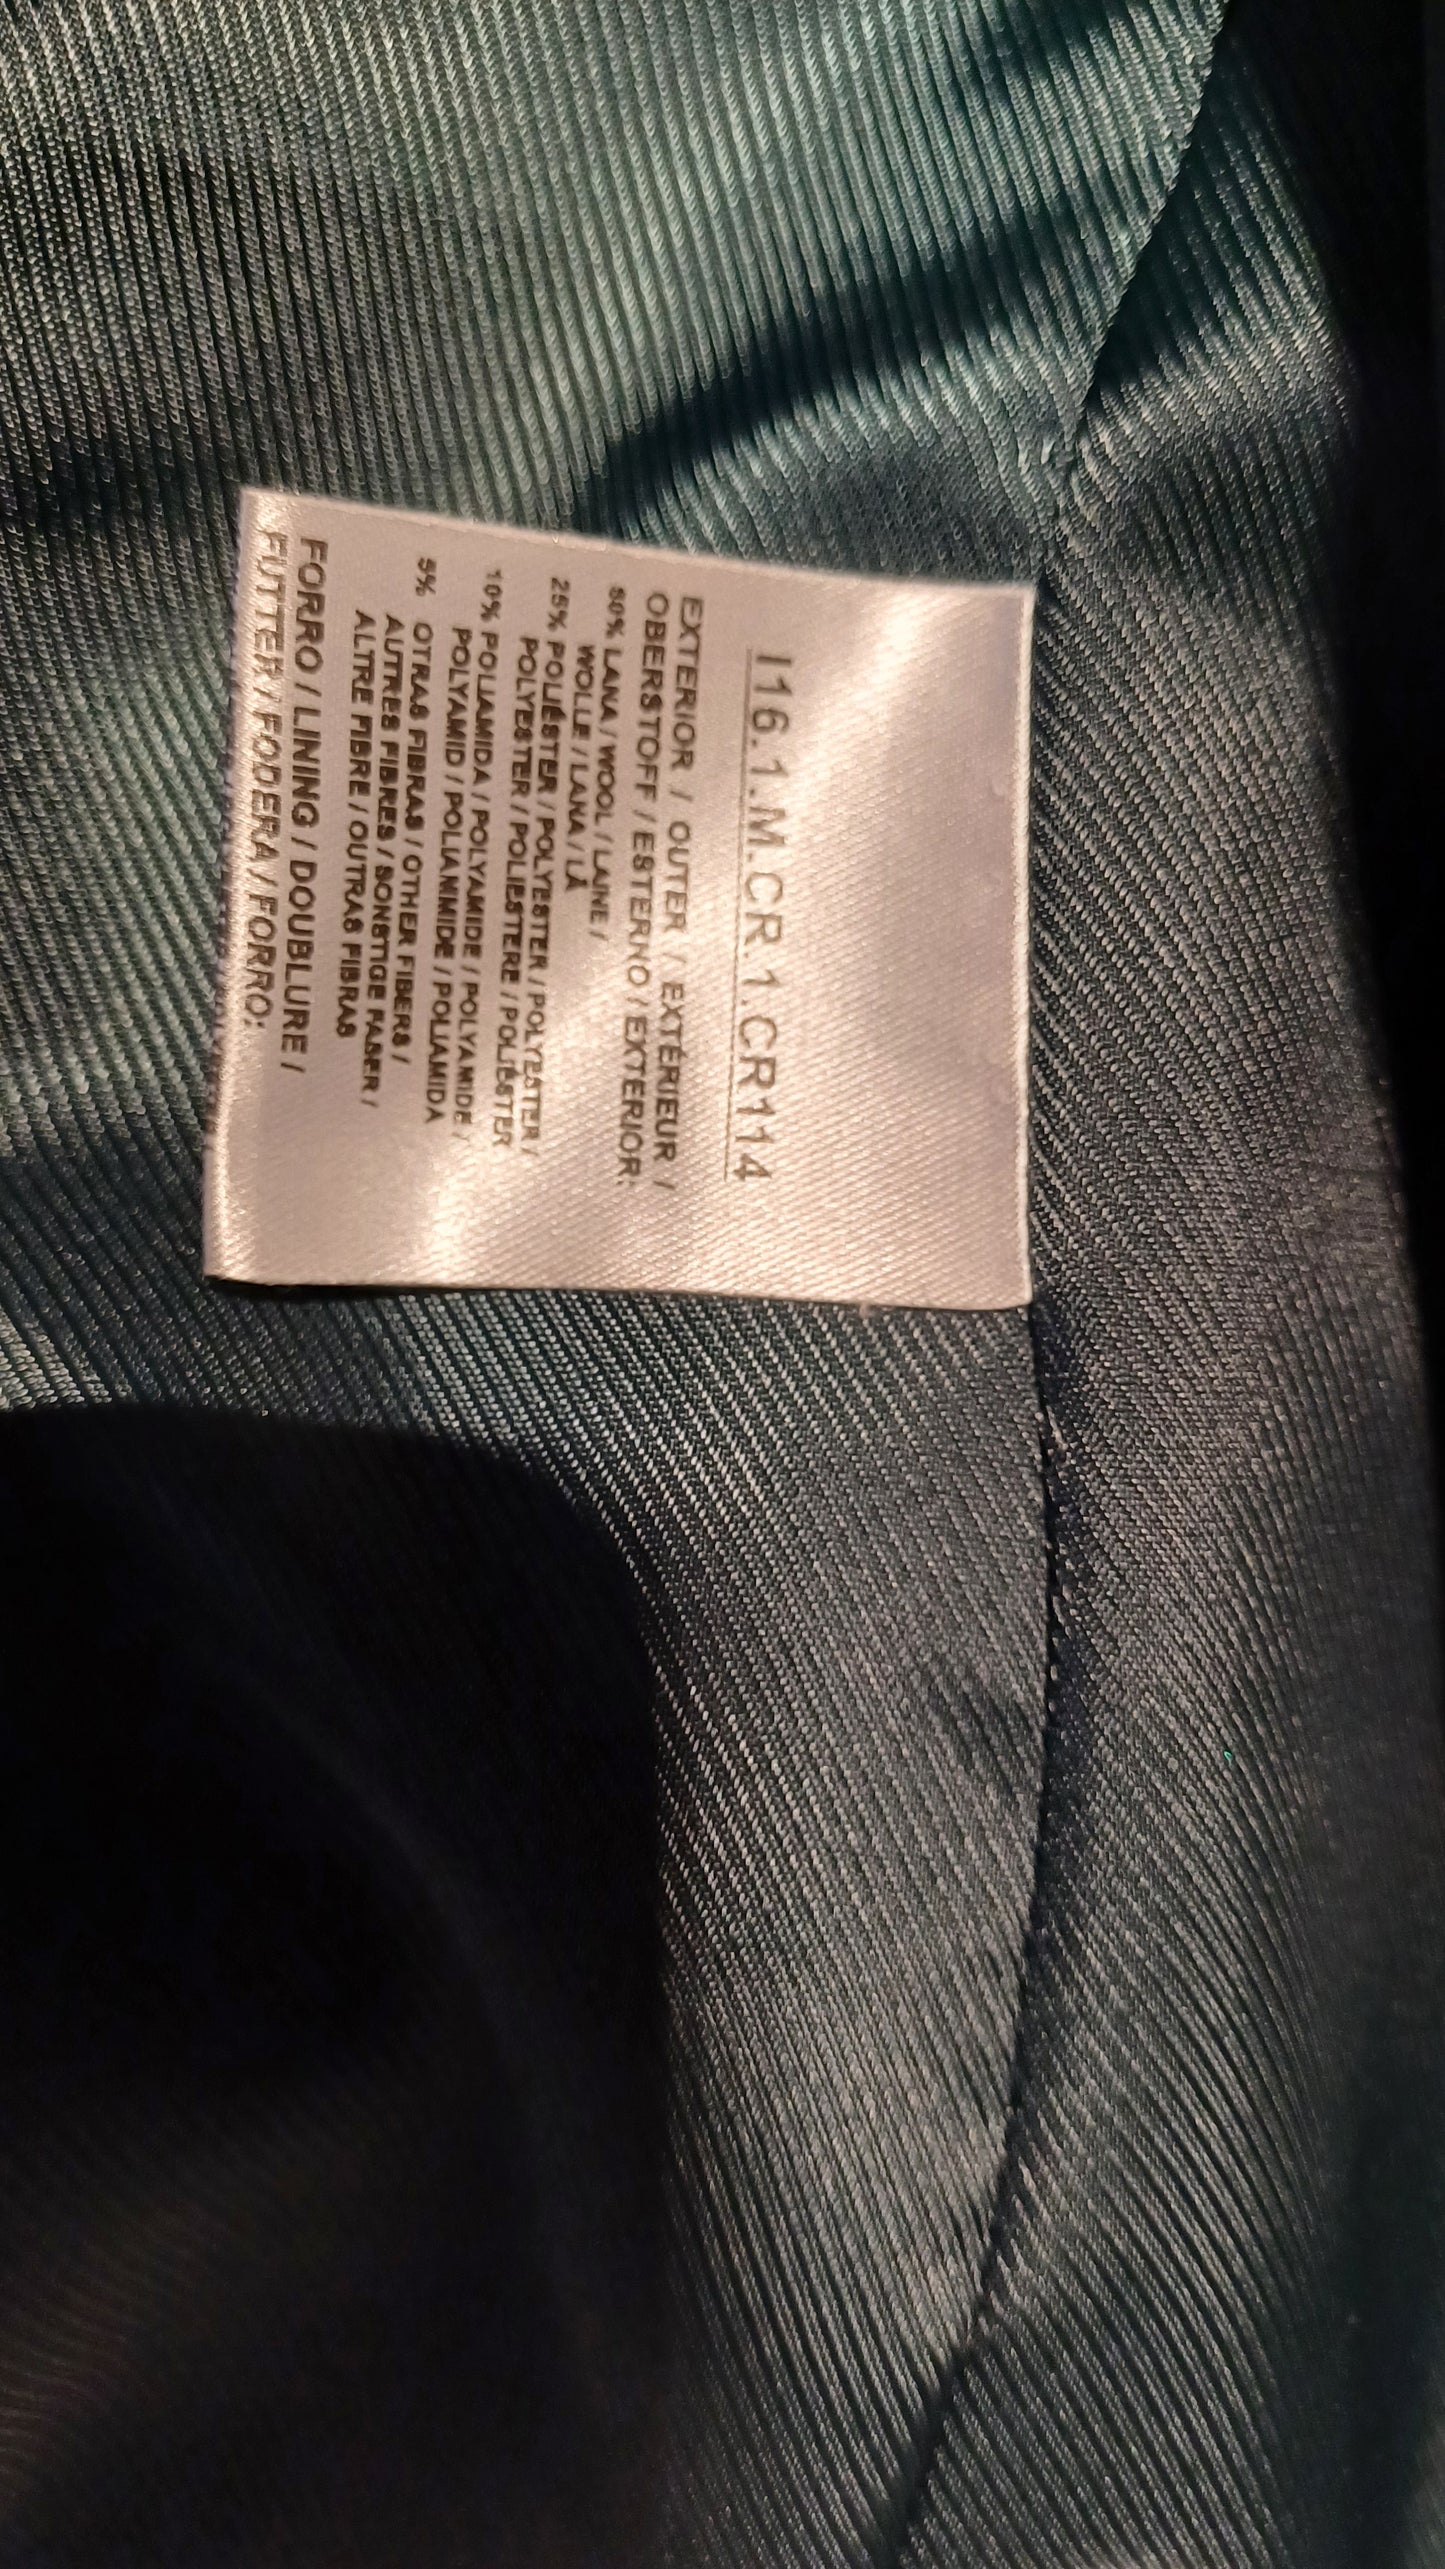 I16.1.M.CR.1.CR114
EXTERIOR / OUTER / EXTÉRIEUR /
OBERSTOFF / ESTERNO / EXTERIOR:
60% LANA / WOOL / LAINE /
WOLLE / LANA / LÃ
25% POLIÉSTER / POLYESTER / POLYESTER /
POLYESTER / POLIESTERE / POLIÉSTER
10% POLIAMIDA / POLYAMIDE / POLYAMIDE /
POLYAMID / POLIAMMIDE / POLIAMIDA
5% OTRAS FIBRAS / OTHER FIBERS /
AUTRES FIBRES / SONSTIGE FASER /
ALTRE FIBRE / OUTRAS FIBRAS
FORRO / LINING / DOUBLURE /
FUTTER / FODERA / FORRO: